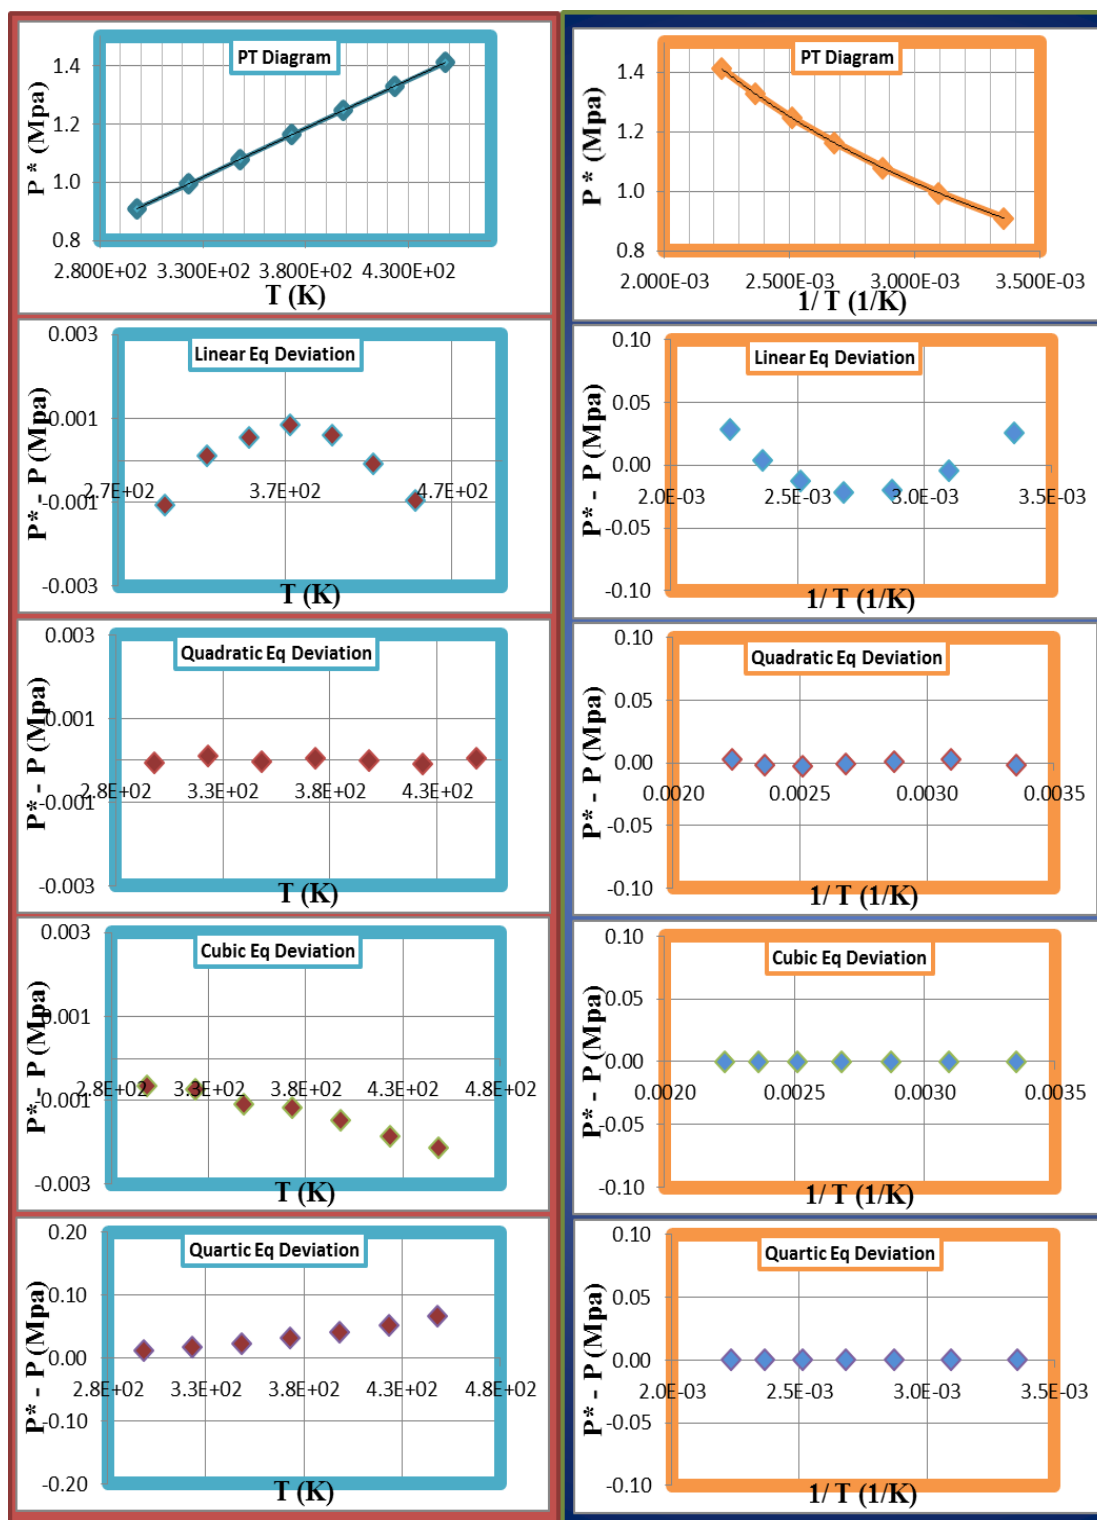 PT Diagram
P * (Mpa)
1.4
1.2
1.0
0.8
2.800E+02 3.300E+02 3.800E+02 4.300E+02
T (K)
PT Diagram
P * (Mpa)
1.4
1.2
1.0
0.8
2.000E-03 2.500E-03 3.000E-03 3.500E-03
1/ T (1/K)
Linear Eq Deviation
P* - P (Mpa)
0.003
0.001
-0.001
-0.003
2.7E+02 3.7E+02 4.7E+02
T (K)
Linear Eq Deviation
P* - P (Mpa)
0.10
0.05
0.00
-0.05
-0.10
2.0E-03 2.5E-03 3.0E-03 3.5E-03
1/ T (1/K)
Quadratic Eq Deviation
P* - P (Mpa)
0.003
0.001
-0.001
-0.003
2.8E+02 3.3E+02 3.8E+02 4.3E+02
T (K)
Quadratic Eq Deviation
P* - P (Mpa)
0.10
0.05
0.00
-0.05
-0.10
0.0020 0.0025 0.0030 0.0035
1/ T (1/K)
Cubic Eq Deviation
P* - P (Mpa)
0.003
0.001
-0.001
-0.003
2.8E+02 3.3E+02 3.8E+02 4.3E+02 4.8E+02
T (K)
Cubic Eq Deviation
P* - P (Mpa)
0.10
0.05
0.00
-0.05
-0.10
0.0020 0.0025 0.0030 0.0035
1/ T (1/K)
Quartic Eq Deviation
P* - P (Mpa)
0.20
0.10
0.00
-0.10
-0.20
2.8E+02 3.3E+02 3.8E+02 4.3E+02 4.8E+02
T (K)
Quartic Eq Deviation
P* - P (Mpa)
0.10
0.05
0.00
-0.05
-0.10
2.0E-03 2.5E-03 3.0E-03 3.5E-03
1/ T (1/K)